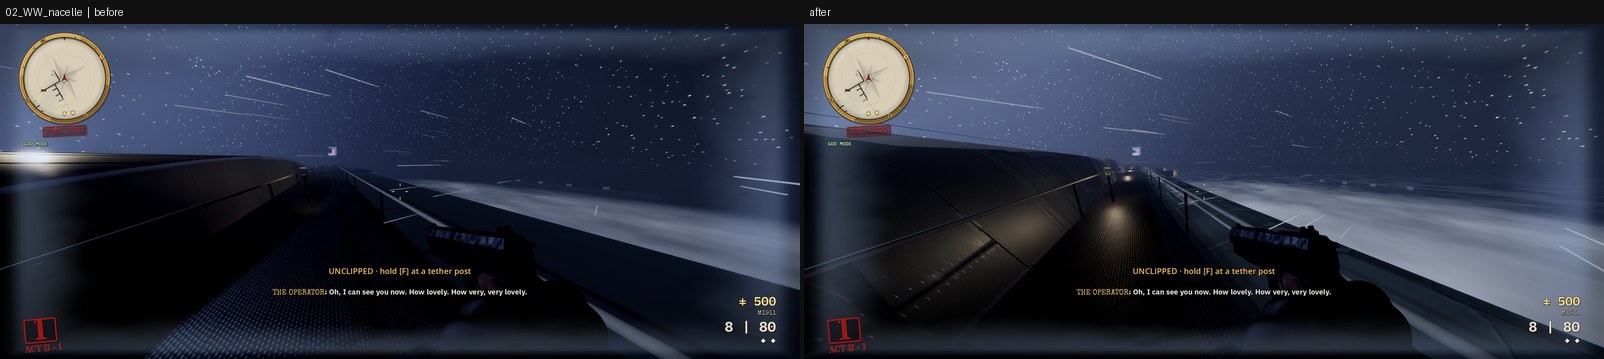 02_WW_nacelle | before
after
GOD MODE
UNCLIPPED · hold [F] at a tether post
THE OPERATOR: Oh, I can see you now. How lovely. How very, very lovely.
500
M1911
8 | 80
1
ACT II - 1
GOD MODE
UNCLIPPED · hold [F] at a tether post
THE OPERATOR: Oh, I can see you now. How lovely. How very, very lovely.
500
M1911
8 | 80
1
ACT II - 1